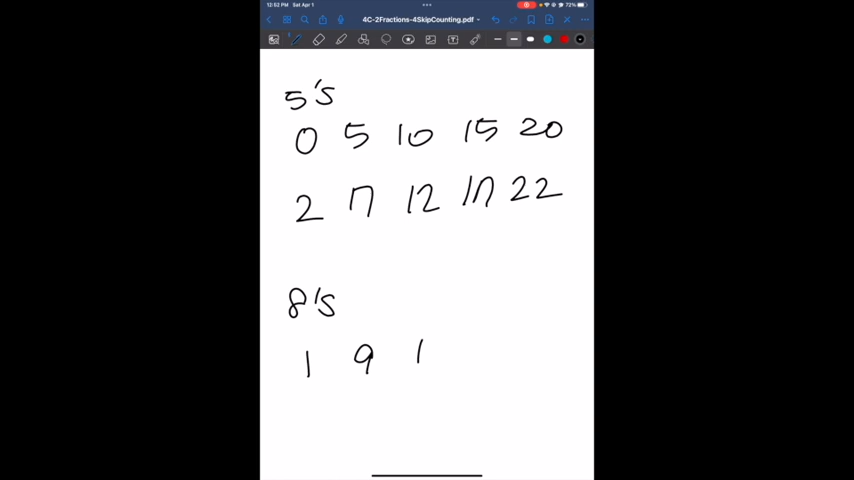 12:52 PM Sat Apr 1
72%
4C-2Fractions-4SkipCounting.pdf
5's
0 5 10 15 20
2 7 12 17 22
8's
1 9 1